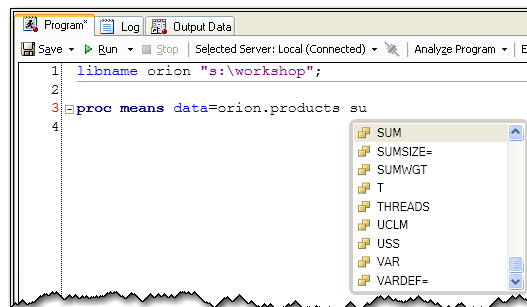 Program* Log Output Data
Save Run Stop Selected Server: Local (Connected) Analyze Program E
1 libname orion "s:\workshop";
2
3 proc means data=orion.products su
4
SUM
SUMSIZE=
SUMWGT
T
THREADS
UCLM
USS
VAR
VARDEF=